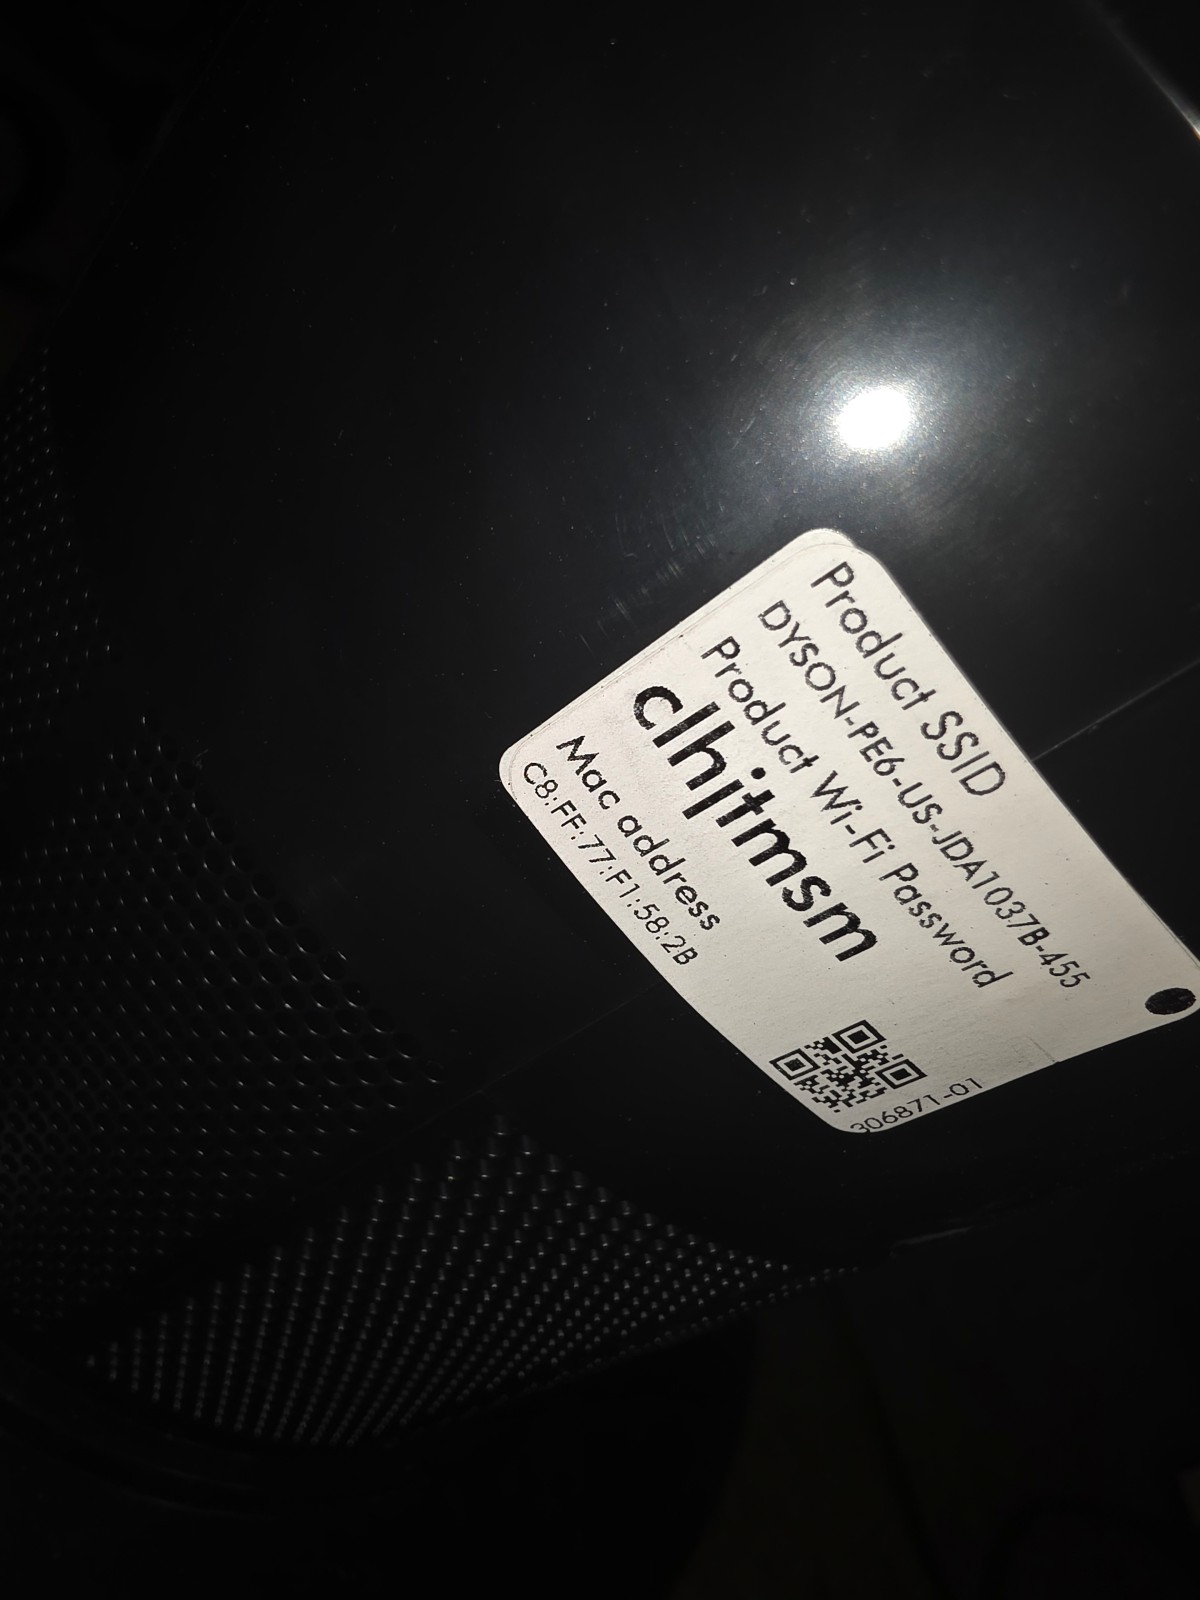 Product SSID
DYSON-PE6-US-JDA1037B-455
Product Wi-Fi Password
clhjtmsm
Mac address
C8:FF:77:F1:58:2B
306871-01